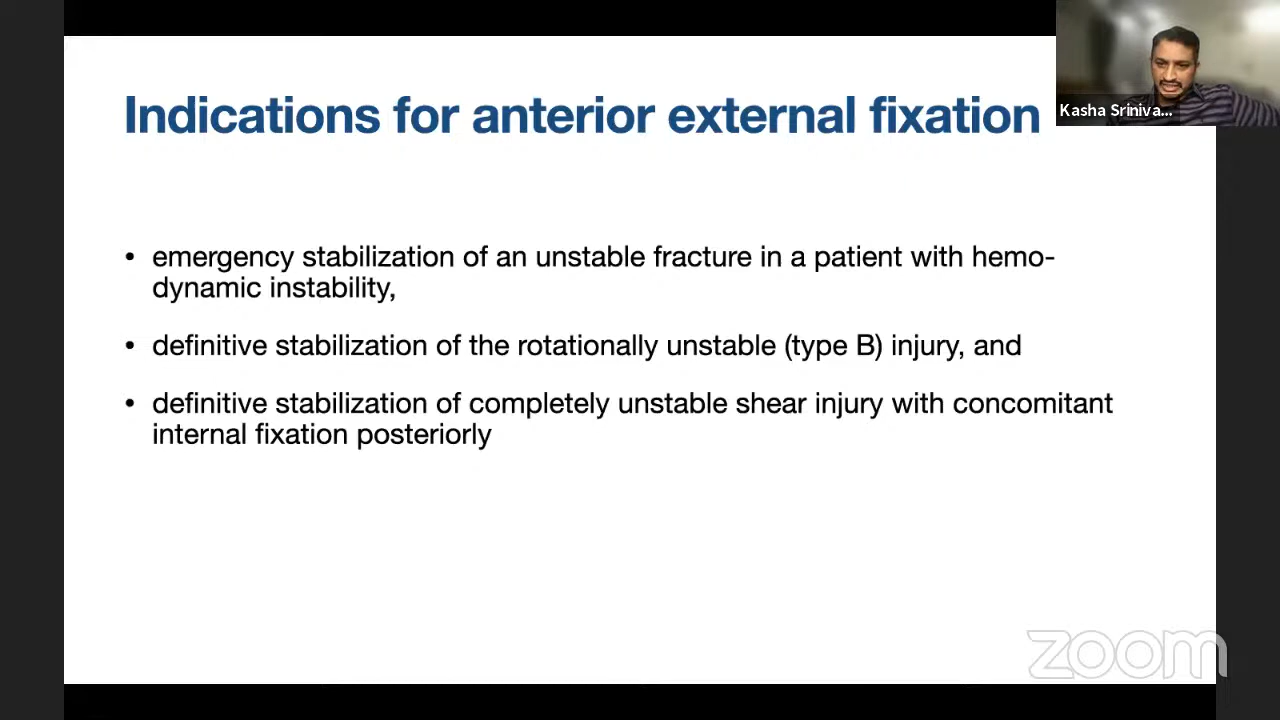 Indications for anterior external fixation
Kasha Sriniva...
• emergency stabilization of an unstable fracture in a patient with hemo-
dynamic instability,
• definitive stabilization of the rotationally unstable (type B) injury, and
• definitive stabilization of completely unstable shear injury with concomitant
internal fixation posteriorly
zoom